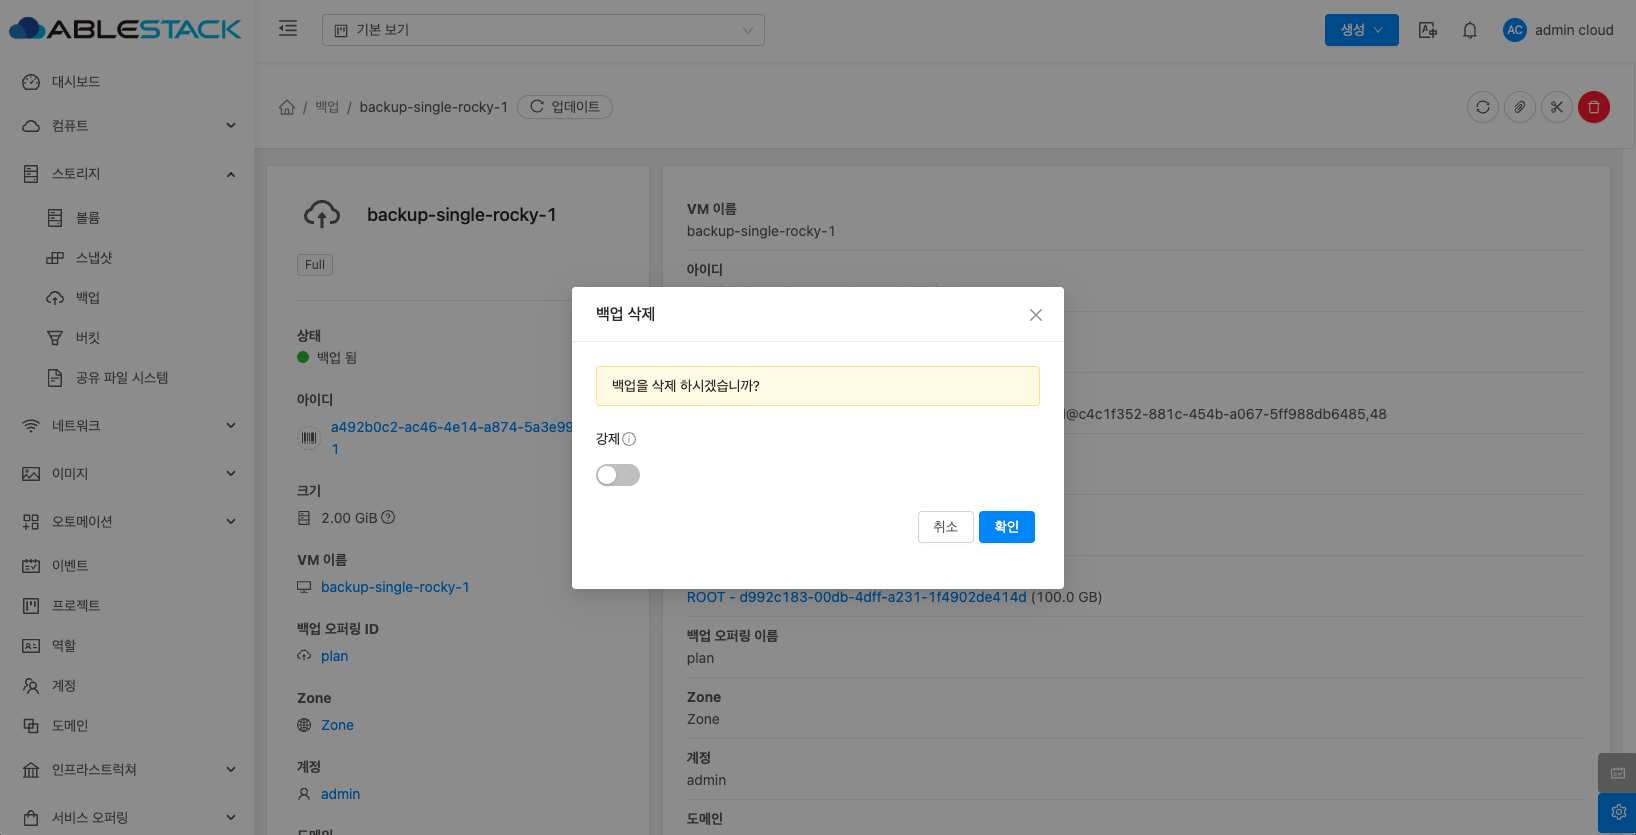 ABLESTACK
기본 보기
생성
admin cloud
AC
대시보드
컴퓨트
스토리지
볼륨
스냅샷
백업
버킷
공유 파일 시스템
네트워크
이미지
오토메이션
이벤트
프로젝트
역할
계정
도메인
인프라스트럭쳐
서비스 오퍼링
/ 백업 / backup-single-rocky-1
업데이트
backup-single-rocky-1
Full
상태
백업 됨
아이디
a492b0c2-ac46-4e14-a874-5a3e99
1
크기
2.00 GiB
VM 이름
backup-single-rocky-1
백업 오퍼링 ID
plan
Zone
Zone
계정
admin
도메인
VM 이름
backup-single-rocky-1
아이디
@c4c1f352-881c-454b-a067-5ff988db6485,48
ROOT - d992c183-00db-4dff-a231-1f4902de414d (100.0 GB)
백업 오퍼링 이름
plan
Zone
Zone
계정
admin
도메인
백업 삭제
백업을 삭제 하시겠습니까?
강제
취소
확인